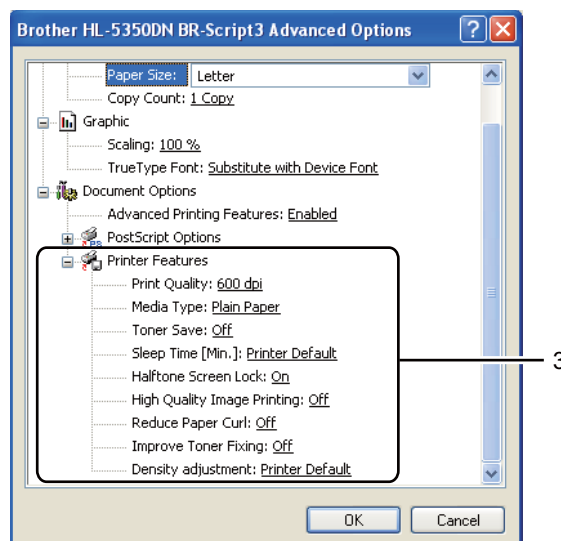 Brother HL-5350DN BR-Script3 Advanced Options
Paper Size: Letter
Copy Count: 1 Copy
Graphic
Scaling: 100 %
TrueType Font: Substitute with Device Font
Document Options
Advanced Printing Features: Enabled
PostScript Options
Printer Features
Print Quality: 600 dpi
Media Type: Plain Paper
Toner Save: Off
Sleep Time [Min.]: Printer Default
3
Halftone Screen Lock: On
High Quality Image Printing: Off
Reduce Paper Curl: Off
Improve Toner Fixing: Off
Density adjustment: Printer Default
OK Cancel